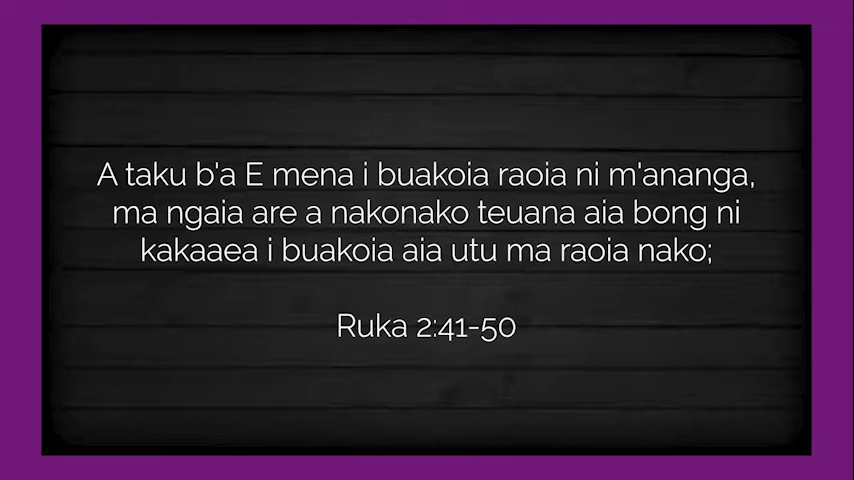 A taku b'a E mena i buakoia raoia ni m'ananga,
ma ngaia are a nakonako teuana aia bong ni
kakaaea i buakoia aia utu ma raoia nako;
Ruka 2:41-50